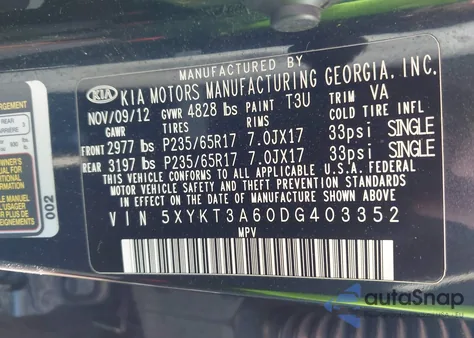 MANUFACTURED BY
KIA KIA MOTORS MANUFACTURING GEORGIA, INC.
NOV/09/12 GVWR 4828 lbs PAINT T3U TRIM VA
GAWR TIRES RIMS COLD TIRE INFL
FRONT 2977 lbs P235/65R17 7.0JX17 33psi SINGLE
REAR 3197 lbs P235/65R17 7.0JX17 33psi SINGLE
THIS VEHICLE CONFORMS TO ALL APPLICABLE U.S. FEDERAL
MOTOR VEHICLE SAFETY AND THEFT PREVENTION STANDARDS
IN EFFECT ON THE DATE OF MANUFACTURE SHOWN ABOVE.
VIN 5XYKT3A60DG403352
MPV
002
autoSnap